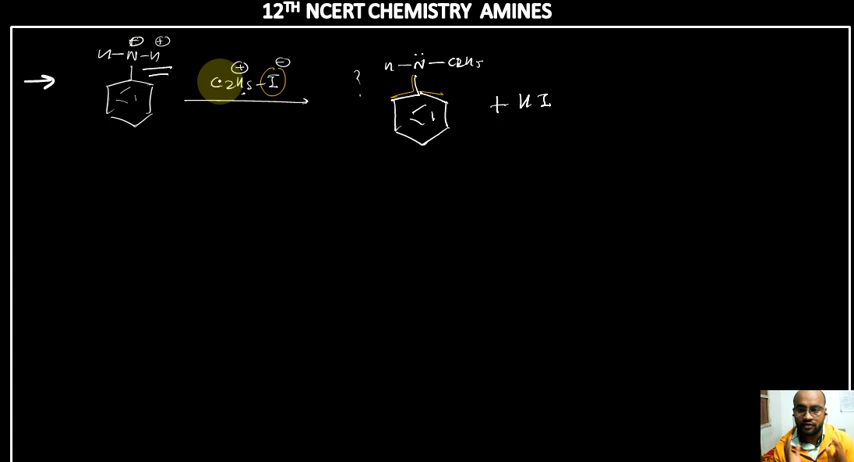 12TH NCERT CHEMISTRY AMINES
H-N-H
C2H5-I
?
H-N-C2H5
+ HI